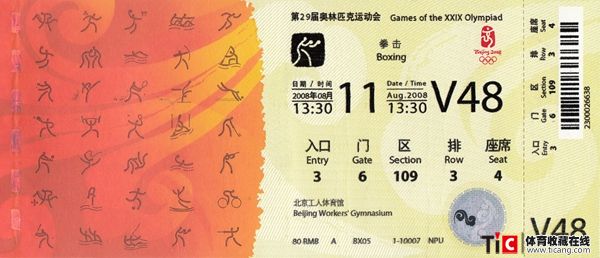 第29届奥林匹克运动会 Games of the XXIX Olympiad
拳击
Boxing
Beijing 2008
日期 / 时间 Date / Time
2008年08月 11 Aug.2008 V48
13:30 13:30
入口 门 区 排 座席
Entry Gate Section Row Seat
3 6 109 3 4
北京工人体育馆
Beijing Workers' Gymnasium
80 RMB A BX05 1-10007 NPU
座席 Seat 4
排 Row 3
区 Section 109
门 Gate 6
入口 Entry 3
2300026638
V48
TiC 体育收藏在线
www.ticang.com